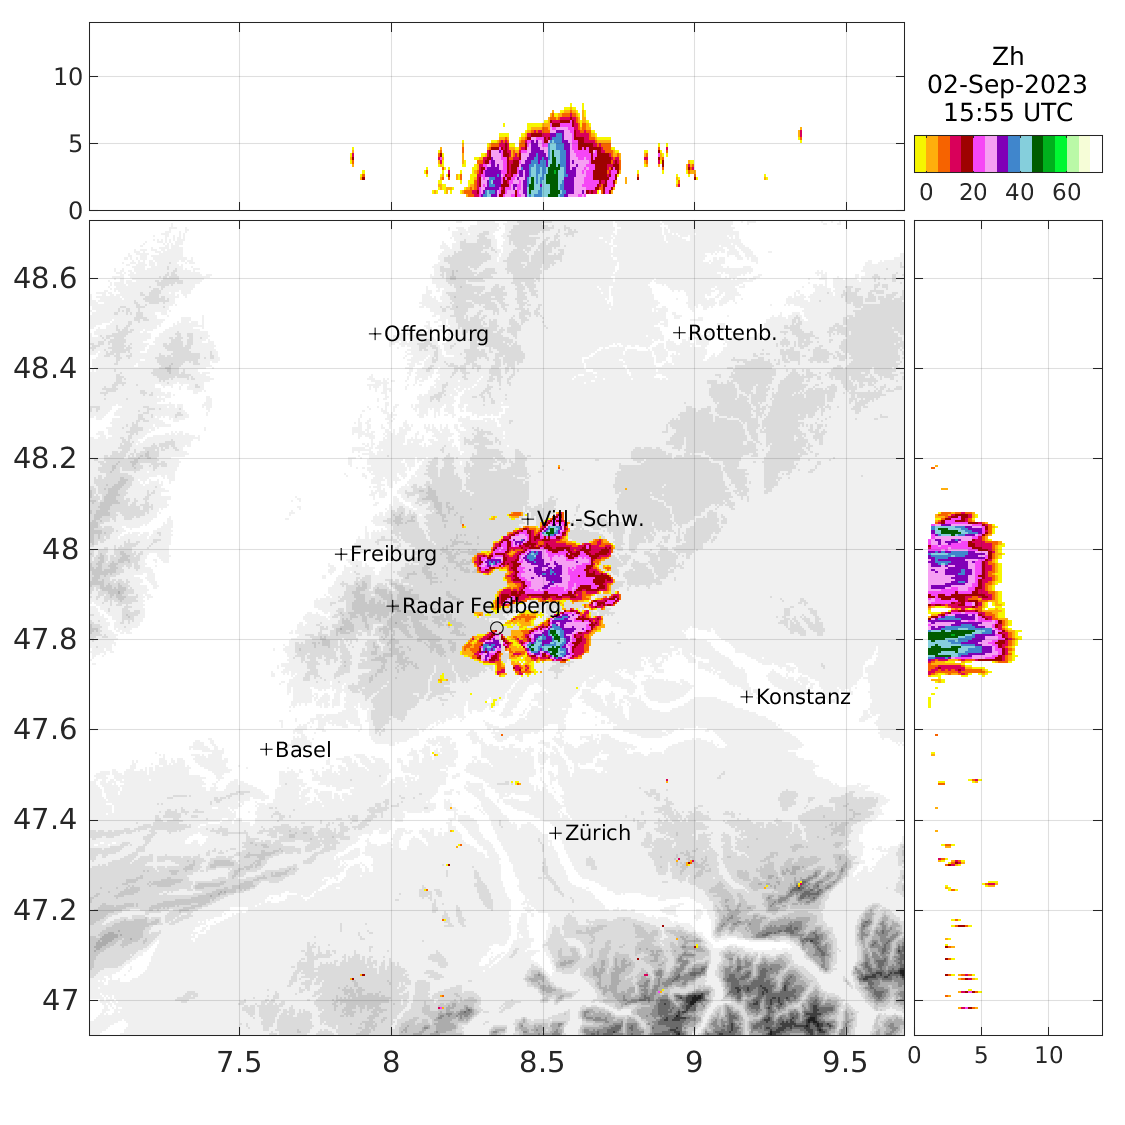 10
5
0
Zh
02-Sep-2023
15:55 UTC
0 20 40 60
48.6
48.4
48.2
48
47.8
47.6
47.4
47.2
47
+Offenburg
+Rottenb.
+Vill.-Schw.
+Freiburg
+Radar Feldberg
+Konstanz
+Basel
+Zürich
7.5 8 8.5 9 9.5
0 5 10